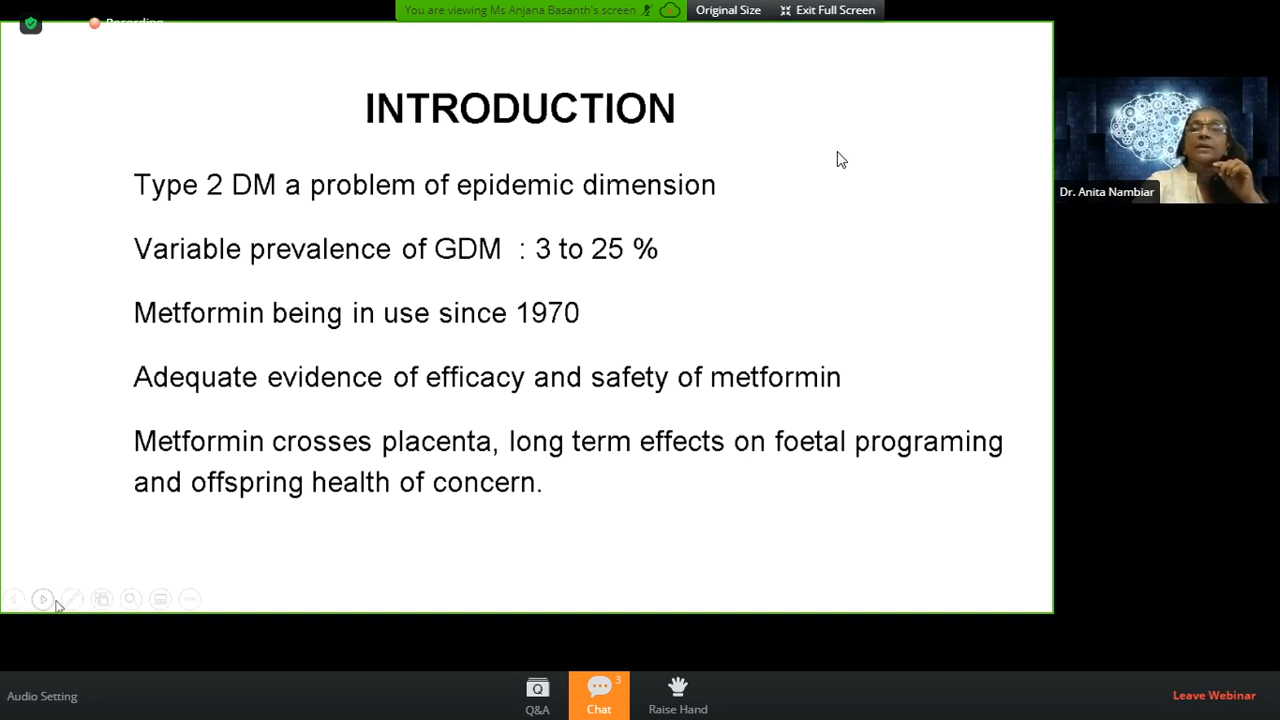 You are viewing Ms Anjana Basanth's screen
Original Size
Exit Full Screen
Recording
INTRODUCTION
Type 2 DM a problem of epidemic dimension
Variable prevalence of GDM : 3 to 25 %
Metformin being in use since 1970
Adequate evidence of efficacy and safety of metformin
Metformin crosses placenta, long term effects on foetal programing
and offspring health of concern.
Dr. Anita Nambiar
Audio Setting
Q&A
3
Chat
Raise Hand
Leave Webinar